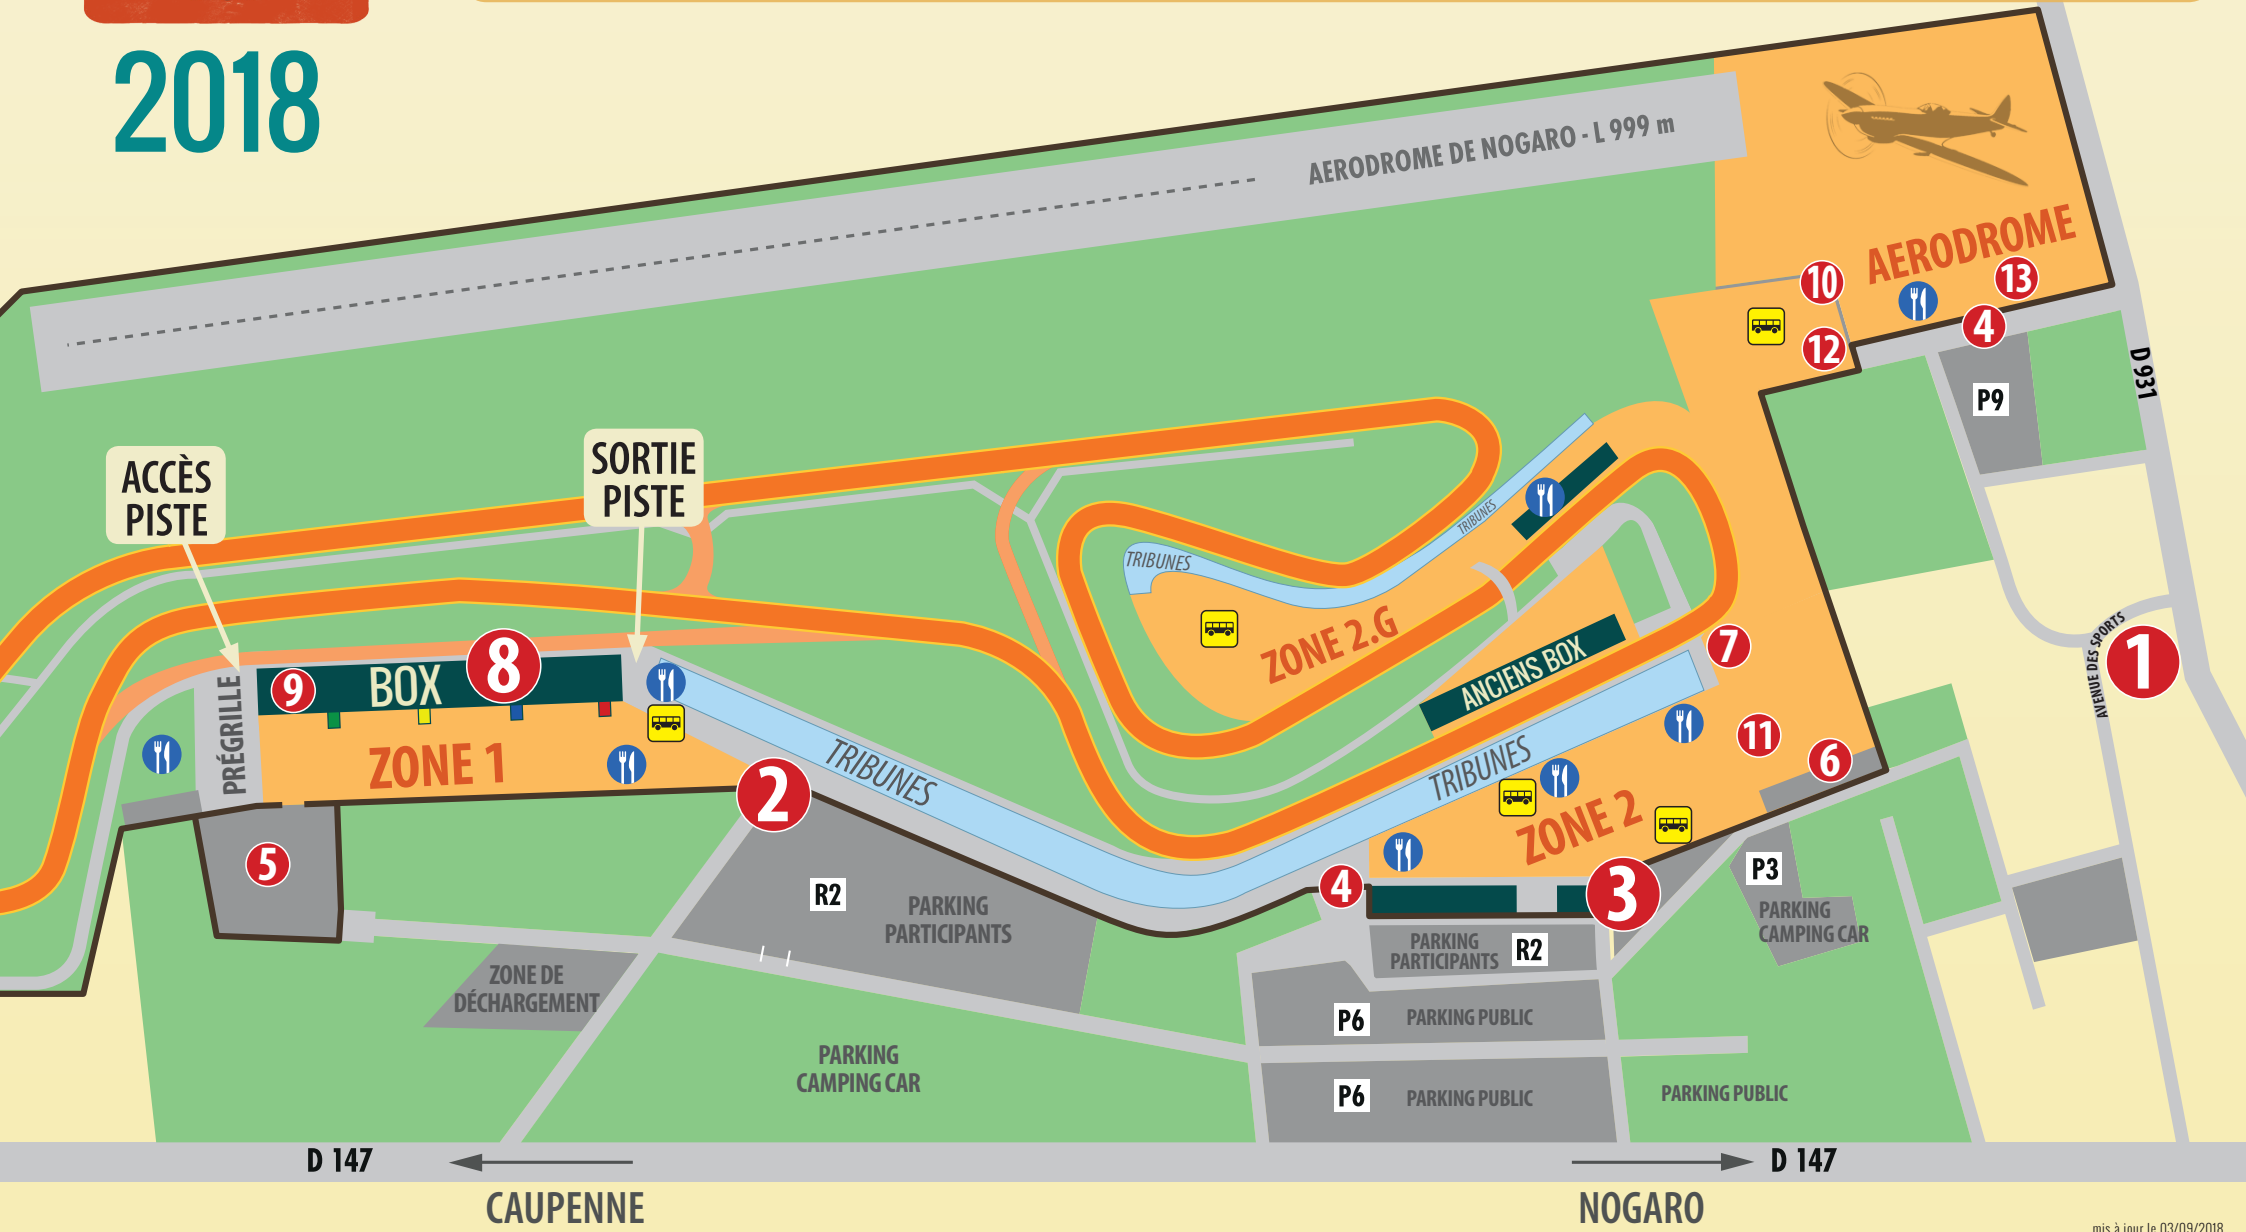 2018
AERODROME DE NOGARO - L 999 m
AERODROME
10
13
4
12
D 931
P9
ACCÈS
PISTE
SORTIE
PISTE
TRIBUNES
TRIBUNES
ZONE 2.G
ANCIENS BOX
7
AVENUE DES SPORTS
1
PRÉGRILLE
9
BOX
8
ZONE 1
2
TRIBUNES
TRIBUNES
11
6
ZONE 2
5
4
3
P3
R2
PARKING
PARTICIPANTS
PARKING
CAMPING CAR
PARKING
PARTICIPANTS
R2
ZONE DE
DÉCHARGEMENT
P6
PARKING PUBLIC
PARKING
CAMPING CAR
P6
PARKING PUBLIC
PARKING PUBLIC
D 147
D 147
CAUPENNE
NOGARO
mis à jour le 03/09/2018